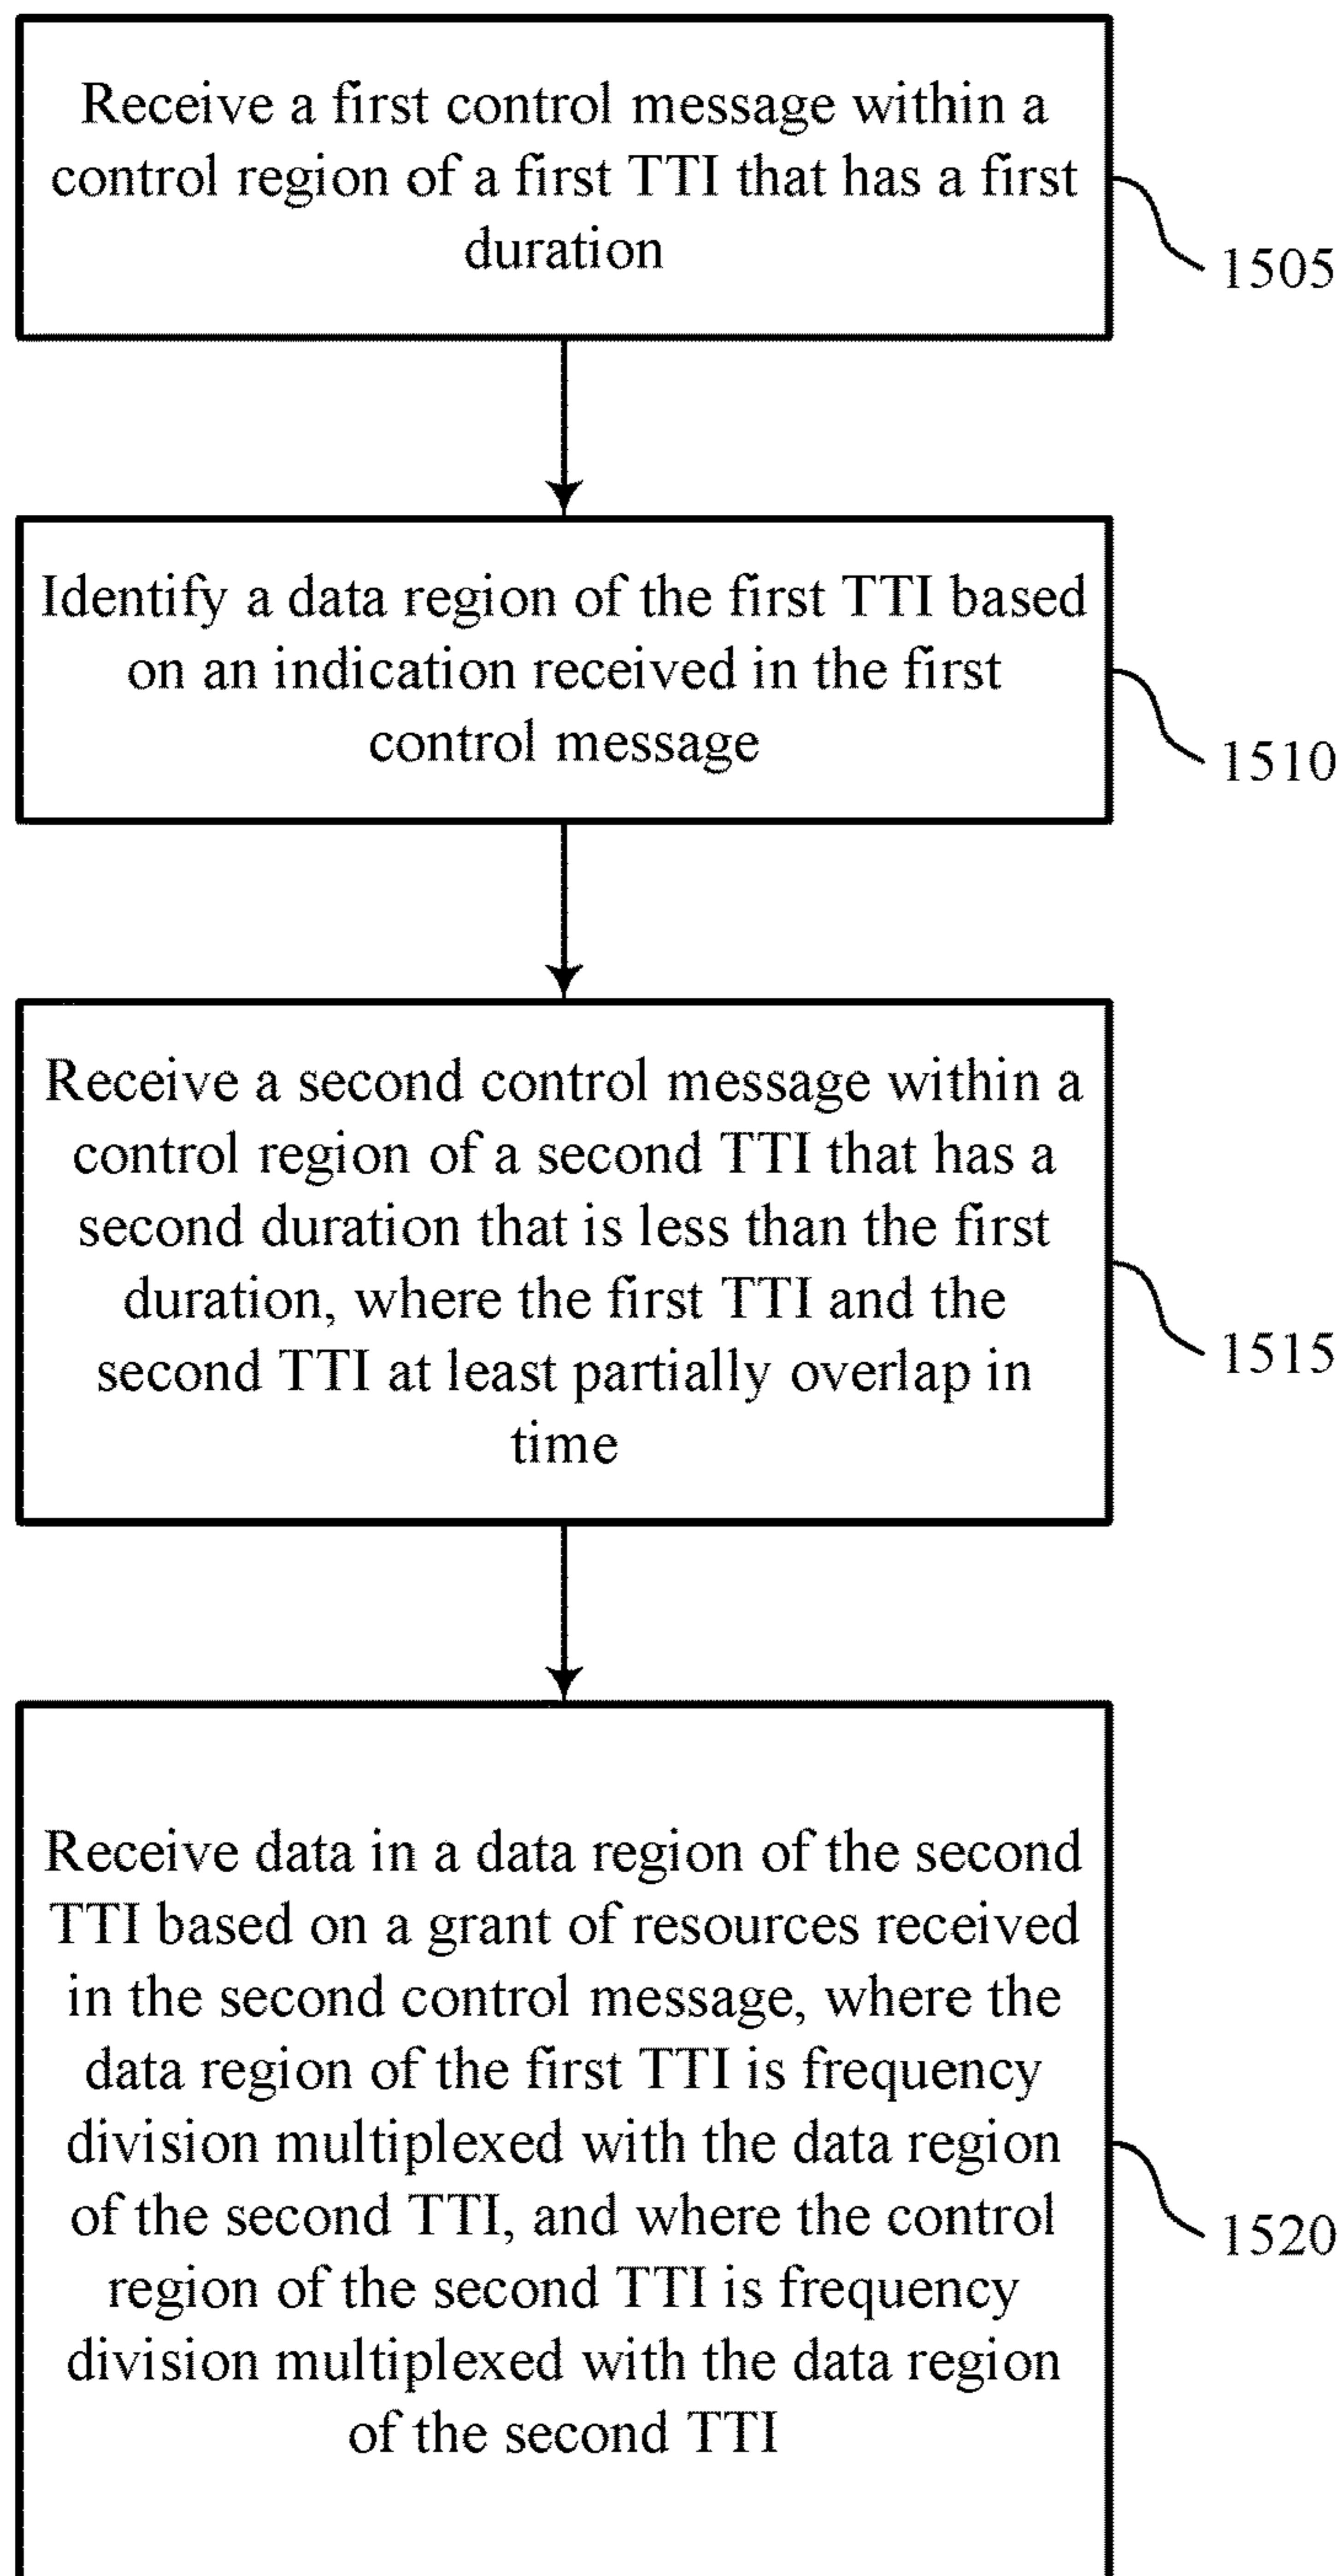 Receive a first control message within a
control region of a first TTI that has a first
duration
1505
Identify a data region of the first TTI based
on an indication received in the first
control message
1510
Receive a second control message within a
control region of a second TTI that has a
second duration that is less than the first
duration, where the first TTI and the
second TTI at least partially overlap in
time
1515
Receive data in a data region of the second
TTI based on a grant of resources received
in the second control message, where the
data region of the first TTI is frequency
division multiplexed with the data region
of the second TTI, and where the control
region of the second TTI is frequency
division multiplexed with the data region
of the second TTI
1520